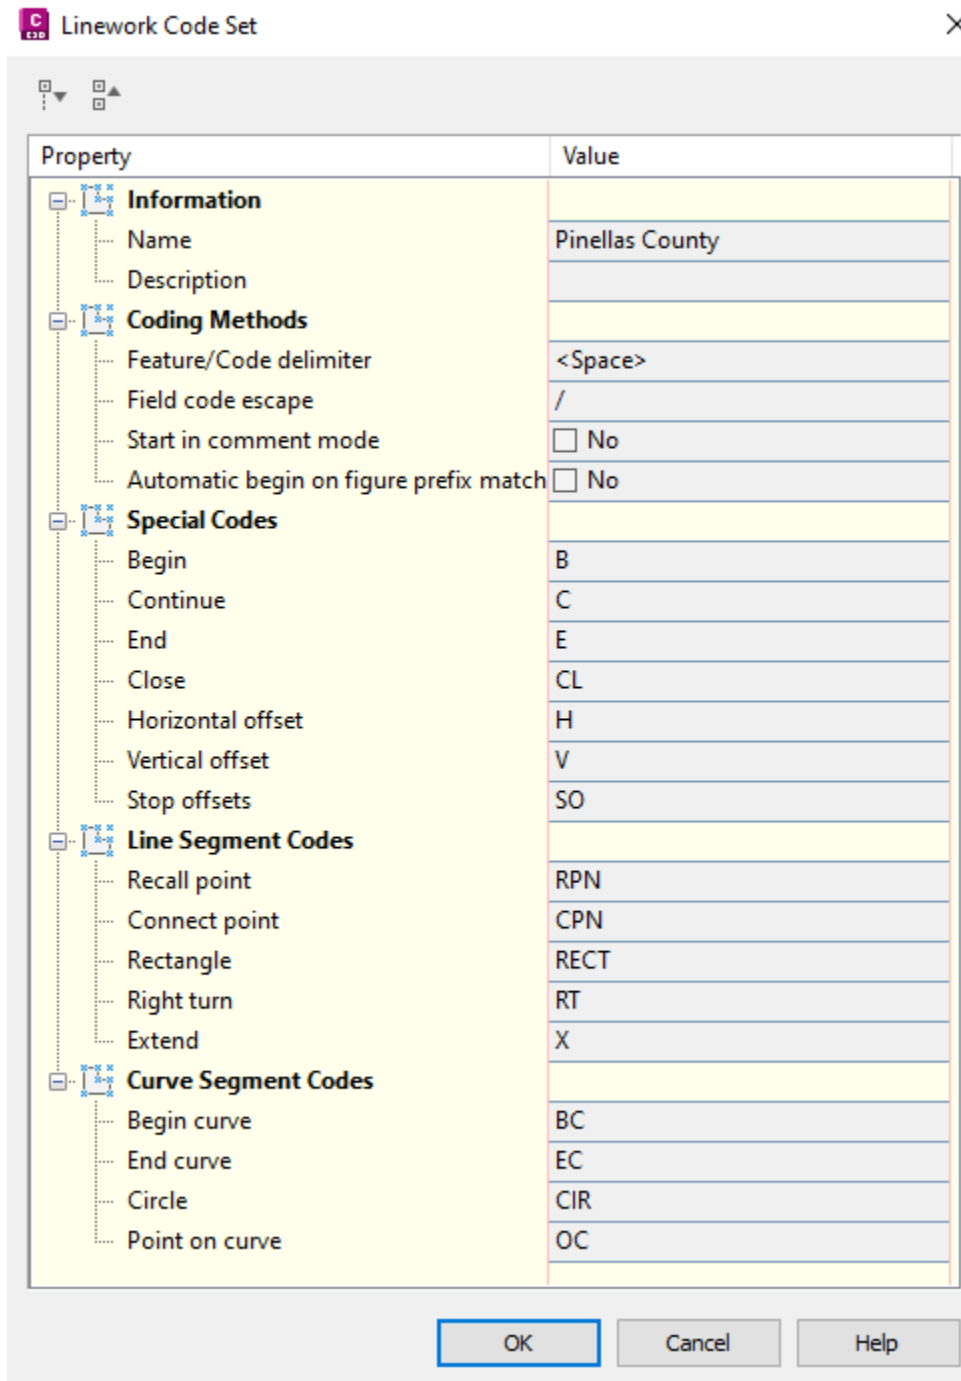 C
C3D
Linework Code Set
Property Value
Information
Name Pinellas County
Description
Coding Methods
Feature/Code delimiter <Space>
Field code escape /
Start in comment mode No
Automatic begin on figure prefix match No
Special Codes
Begin B
Continue C
End E
Close CL
Horizontal offset H
Vertical offset V
Stop offsets SO
Line Segment Codes
Recall point RPN
Connect point CPN
Rectangle RECT
Right turn RT
Extend X
Curve Segment Codes
Begin curve BC
End curve EC
Circle CIR
Point on curve OC
OK Cancel Help